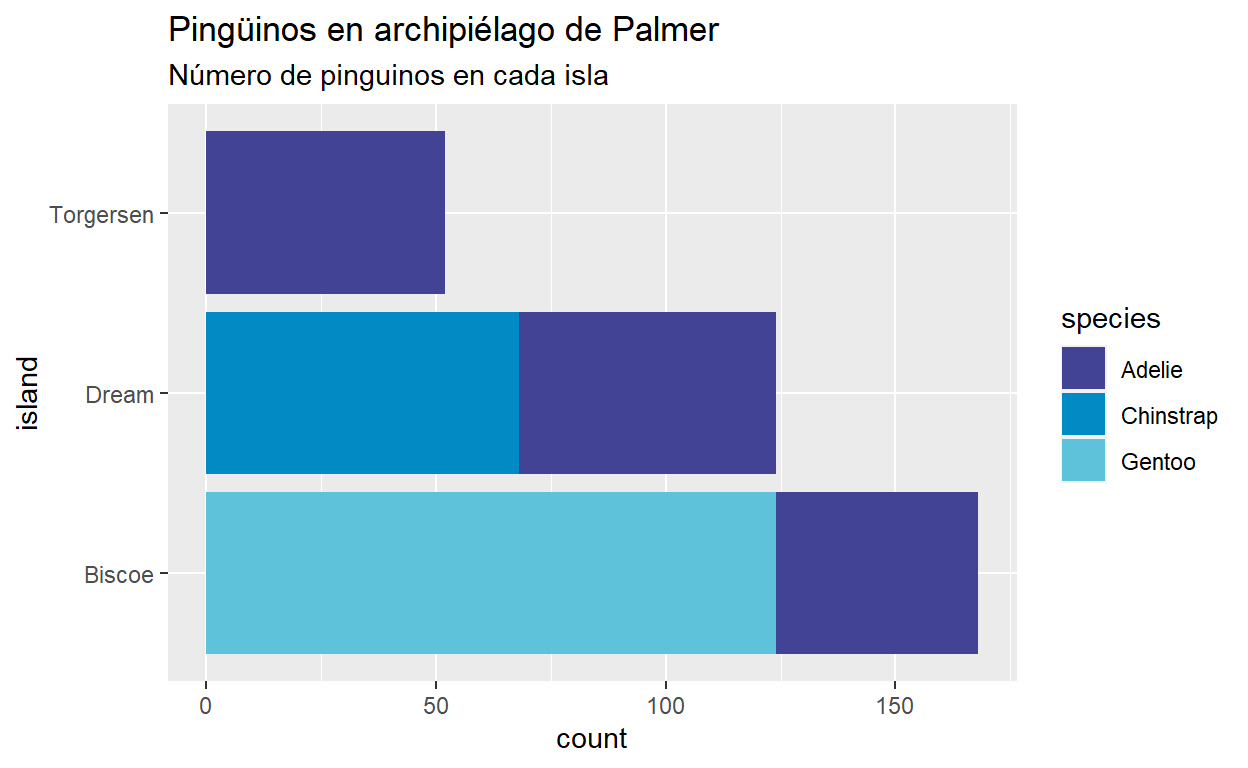 Pingüinos en archipiélago de Palmer
Número de pinguinos en cada isla
Torgersen
Dream
Biscoe
island
0 50 100 150
count
species
Adelie
Chinstrap
Gentoo